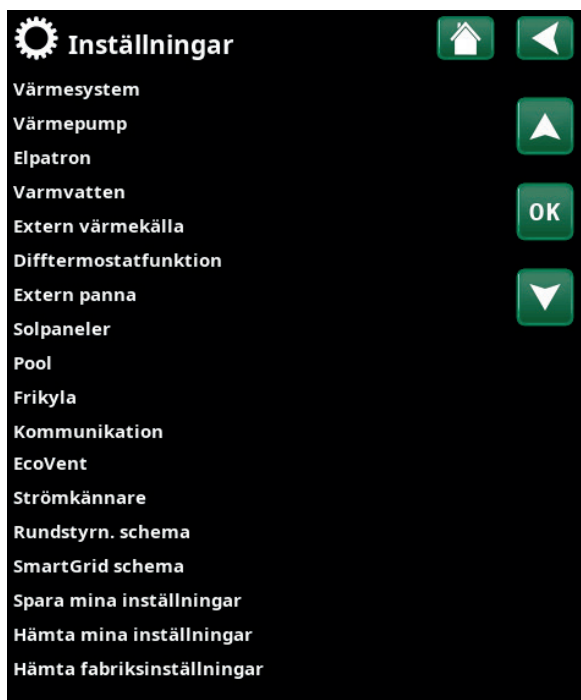 Inställningar
Värmesystem
Värmepump
Elpatron
Varmvatten
OK
Extern värmekälla
Difftermostatfunktion
Extern panna
Solpaneler
Pool
Frikyla
Kommunikation
EcoVent
Strömkännare
Rundstyrn. schema
SmartGrid schema
Spara mina inställningar
Hämta mina inställningar
Hämta fabriksinställningar